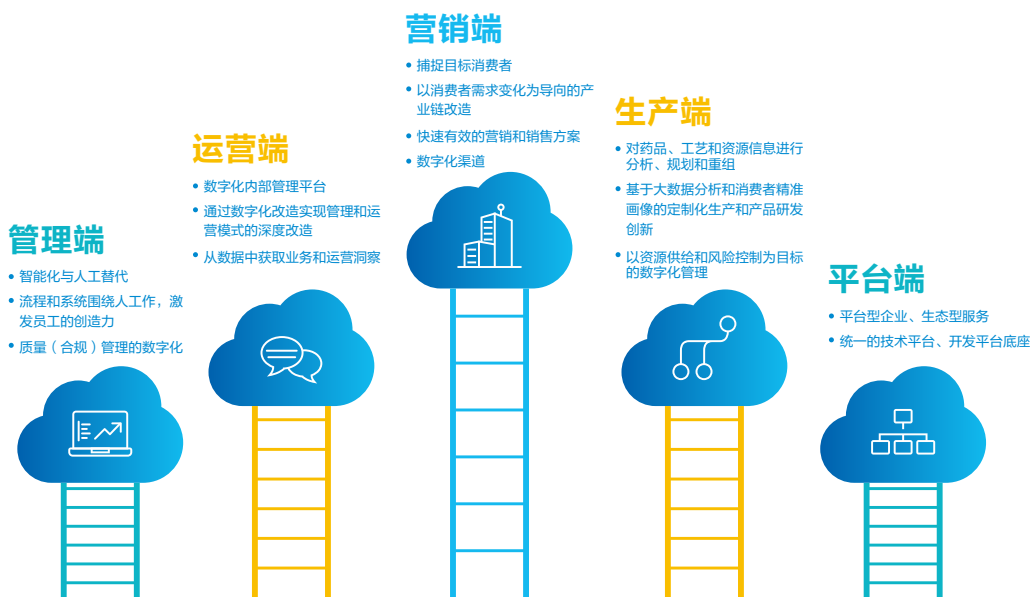 管理端
• 智能化与人工替代
• 流程和系统围绕人工作，激
发员工的创造力
• 质量（合规）管理的数字化
运营端
• 数字化内部管理平台
• 通过数字化改造实现管理和运
营模式的深度改造
• 从数据中获取业务和运营洞察
营销端
• 捕捉目标消费者
• 以消费者需求变化为导向的产
业链改造
• 快速有效的营销和销售方案
• 数字化渠道
生产端
• 对药品、工艺和资源信息进行
分析、规划和重组
• 基于大数据分析和消费者精准
画像的定制化生产和产品研发
创新
• 以资源供给和风险控制为目标
的数字化管理
平台端
• 平台型企业、生态型服务
• 统一的技术平台、开发平台底座